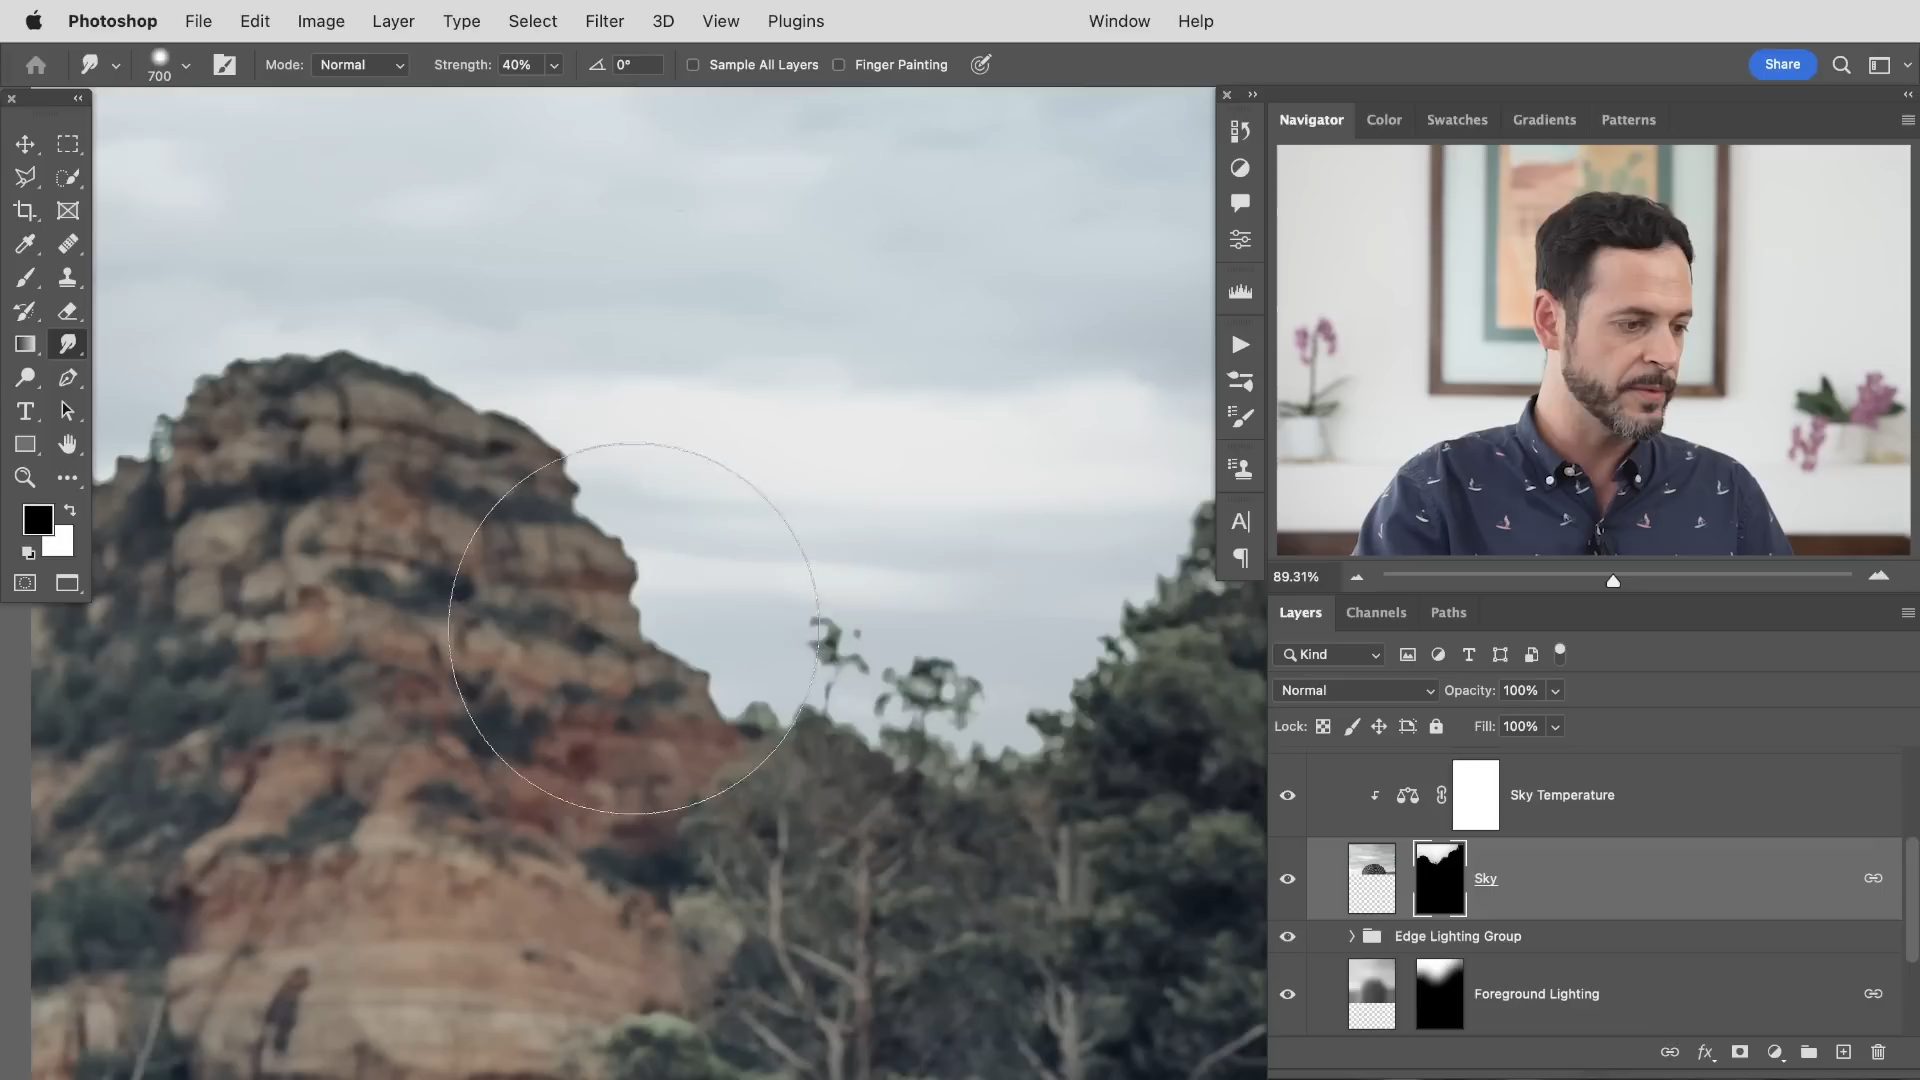 Photoshop File Edit Image Layer Type Select Filter 3D View Plugins Window Help
700 Mode: Normal Strength: 40% 0° Sample All Layers Finger Painting Share
Navigator Color Swatches Gradients Patterns
89.31%
Layers Channels Paths
Kind
Normal Opacity: 100%
Lock: Fill: 100%
Sky Temperature
Sky
Edge Lighting Group
Foreground Lighting
fx